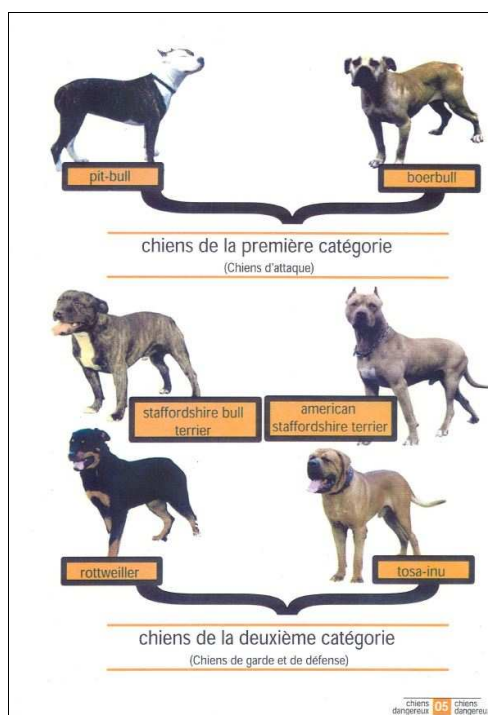 pit-bull
boerbull
chiens de la première catégorie
(Chiens d'attaque)
staffordshire bull
terrier
american
staffordshire terrier
rottweiller
tosa-inu
chiens de la deuxième catégorie
(Chiens de garde et de défense)
chiens
dangereux
05
chiens
dangereu